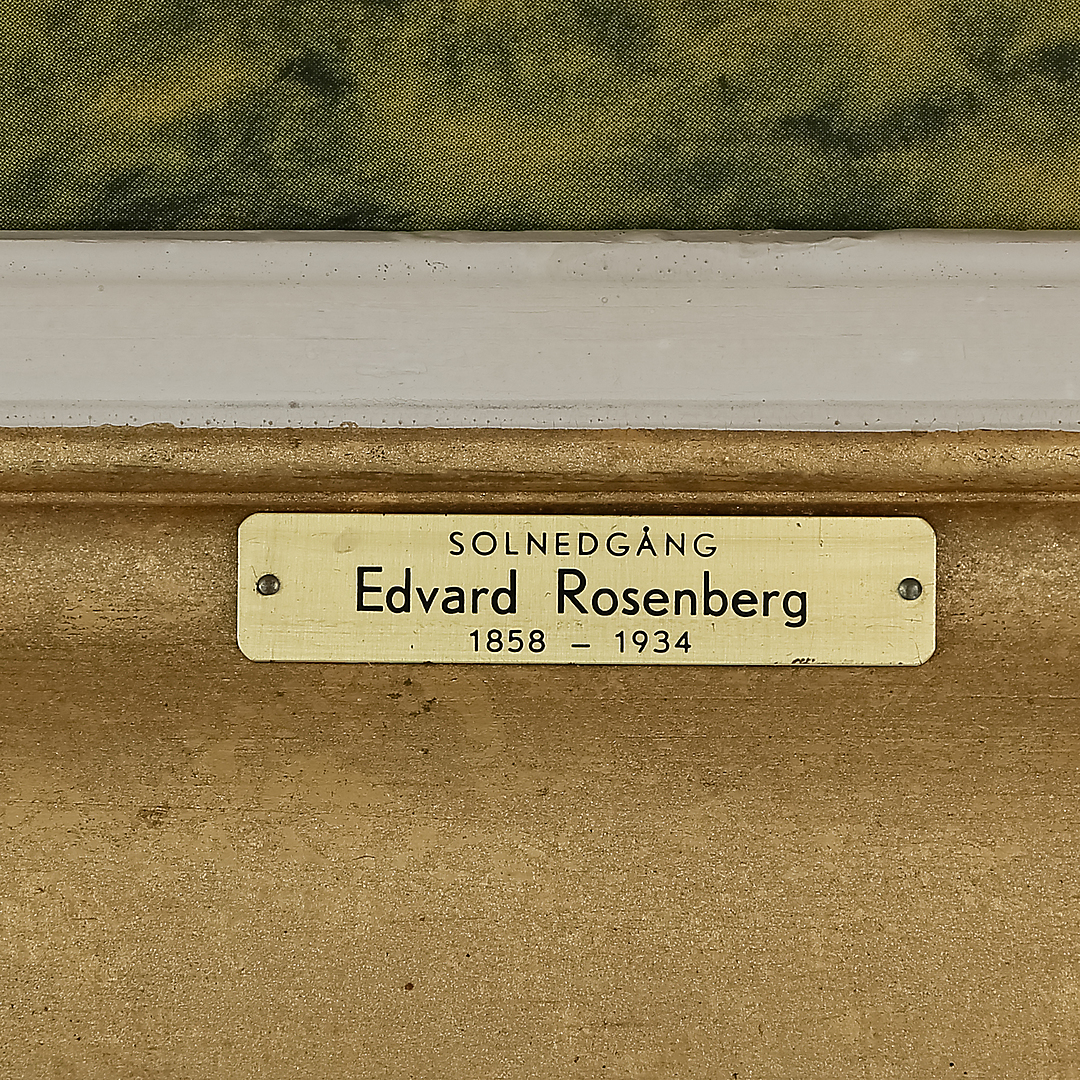 SOLNEDGÅNG
Edvard Rosenberg
1858 – 1934